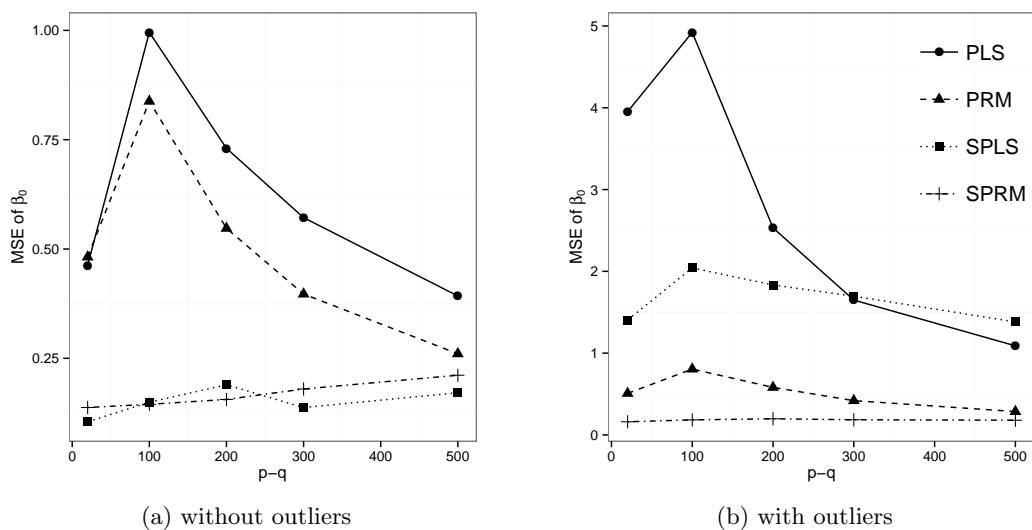 1.00
0.75
0.50
0.25
MSE of β0
0 100 200 300 400 500
p−q
(a) without outliers
5
4
3
2
1
0
MSE of β0
0 100 200 300 400 500
p−q
PLS
PRM
SPLS
SPRM
(b) with outliers